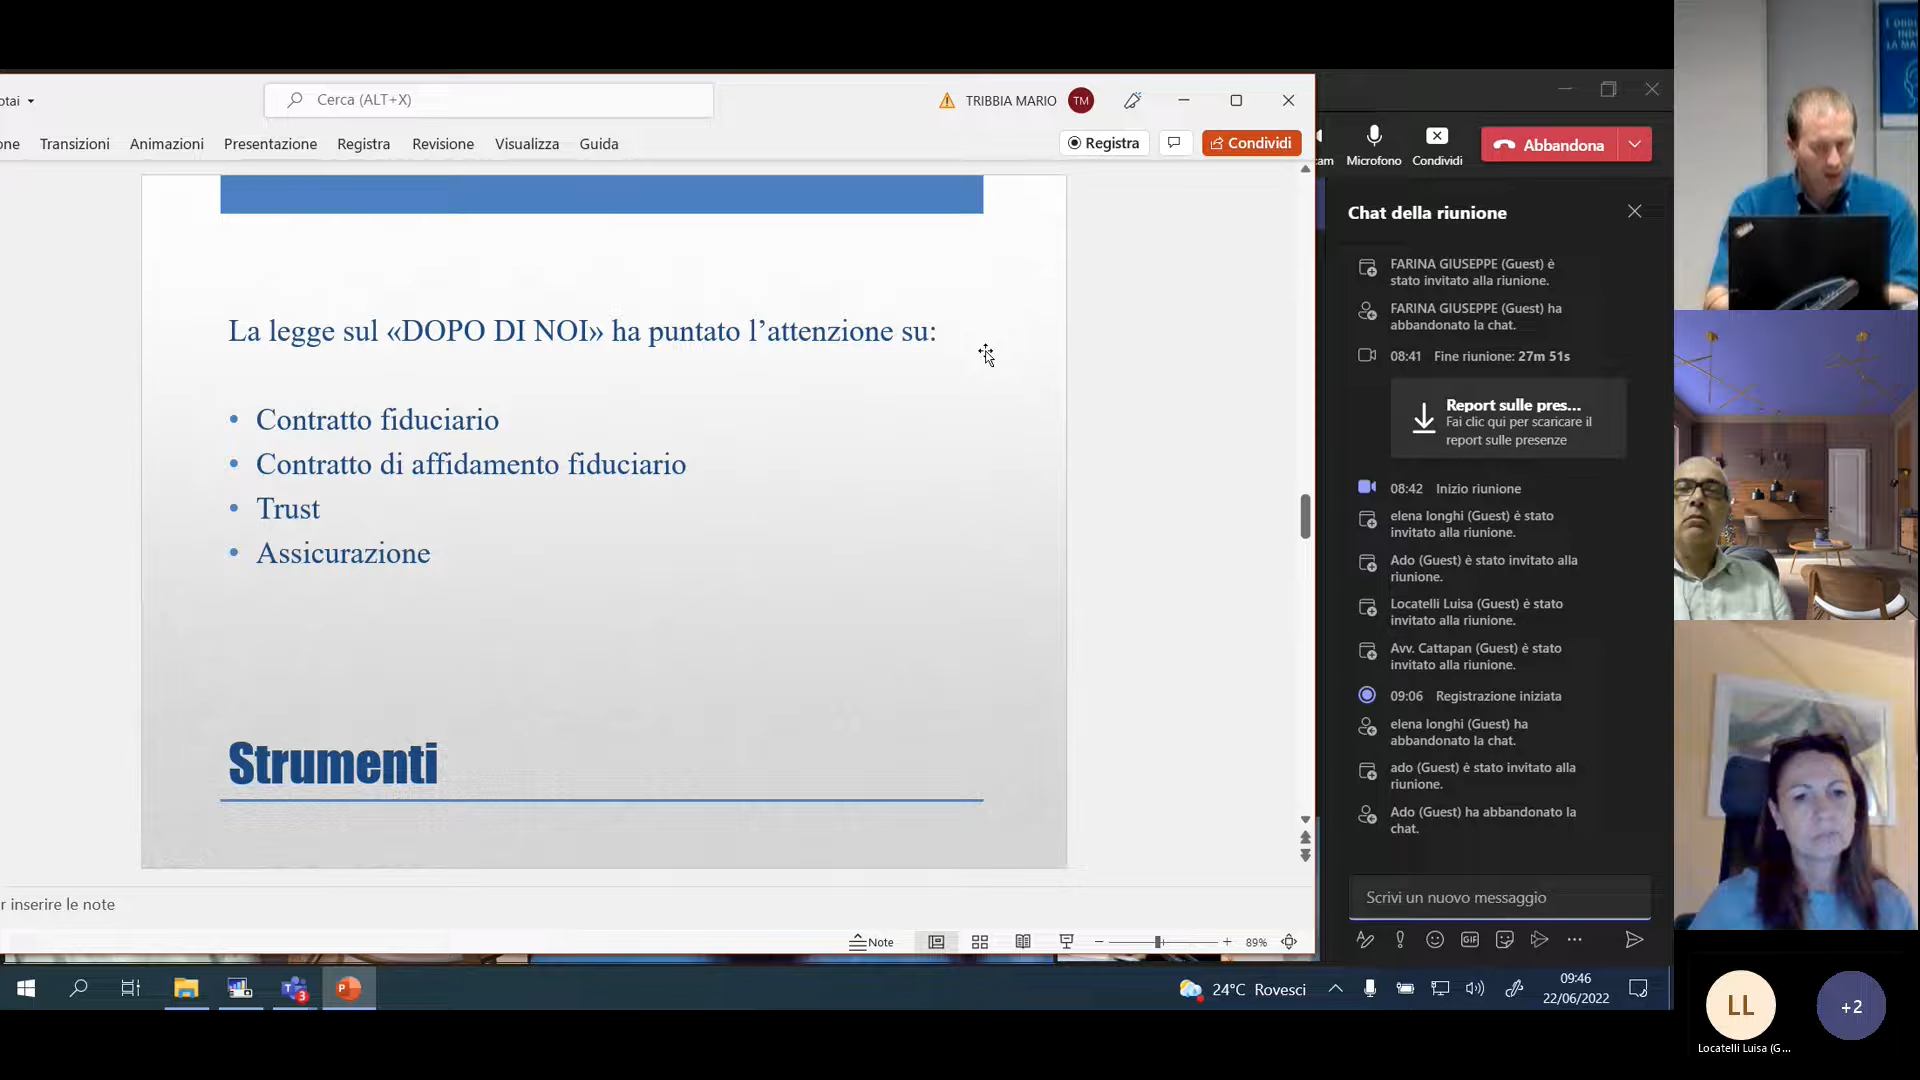 otai
Cerca (ALT+X)
TRIBBIA MARIO
TM
one
Transizioni
Animazioni
Presentazione
Registra
Revisione
Visualizza
Guida
Registra
Condividi
La legge sul «DOPO DI NOI» ha puntato l’attenzione su:
• Contratto fiduciario
• Contratto di affidamento fiduciario
• Trust
• Assicurazione
Strumenti
r inserire le note
Note
89%
am
Microfono
Condividi
Abbandona
Chat della riunione
FARINA GIUSEPPE (Guest) è
stato invitato alla riunione.
FARINA GIUSEPPE (Guest) ha
abbandonato la chat.
08:41 Fine riunione: 27m 51s
Report sulle pres...
Fai clic qui per scaricare il
report sulle presenze
08:42 Inizio riunione
elena longhi (Guest) è stato
invitato alla riunione.
Ado (Guest) è stato invitato alla
riunione.
Locatelli Luisa (Guest) è stato
invitato alla riunione.
Avv. Cattapan (Guest) è stato
invitato alla riunione.
09:06 Registrazione iniziata
elena longhi (Guest) ha
abbandonato la chat.
ado (Guest) è stato invitato alla
riunione.
Ado (Guest) ha abbandonato la
chat.
Scrivi un nuovo messaggio
GIF
3
P
24°C Rovesci
09:46
22/06/2022
LL
+2
Locatelli Luisa (G...